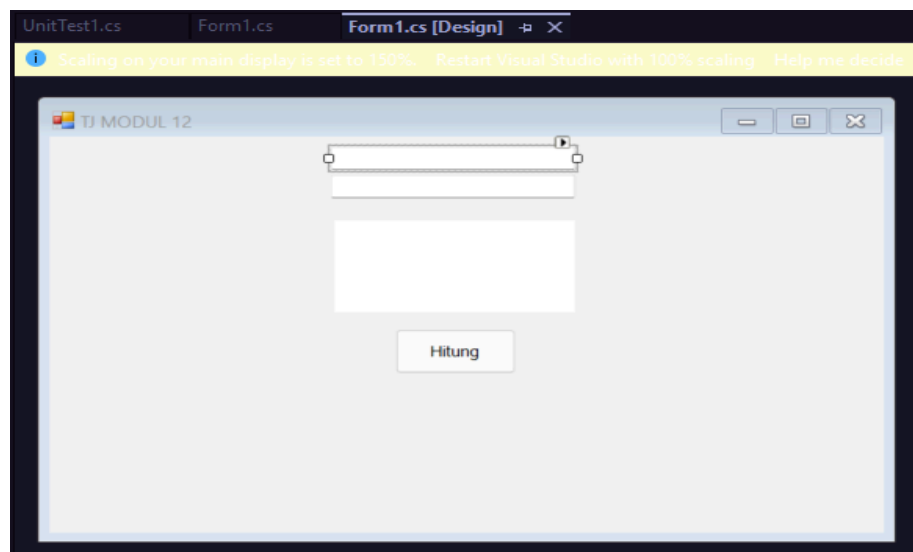 UnitTest1.cs Form1.cs Form1.cs [Design]
Scaling on your main display is set to 150%. Restart Visual Studio with 100% scaling Help me decide
TJ MODUL 12
Hitung